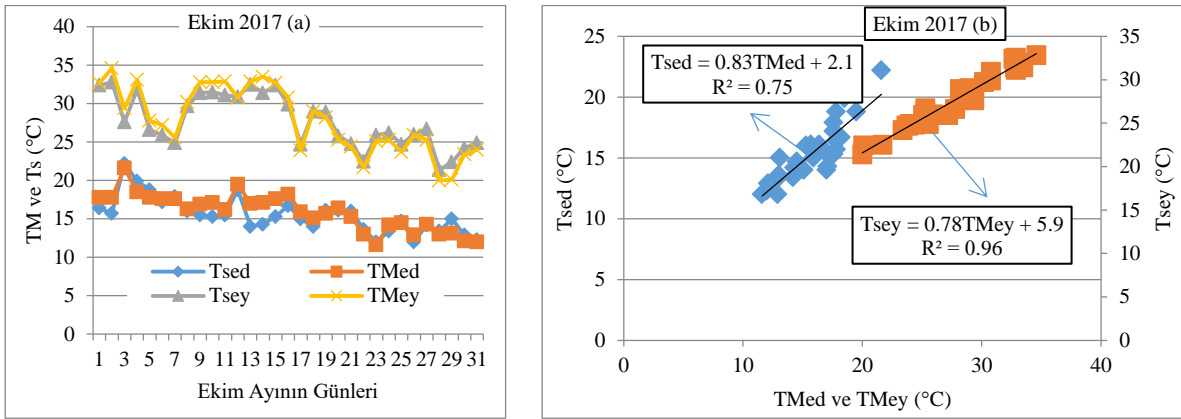 Ekim 2017 (a)
TM ve Ts (°C)
40
35
30
25
20
15
10
5
0
Tsed
TMed
Tsey
TMey
1 3 5 7 9 11 13 15 17 19 21 23 25 27 29 31
Ekim Ayının Günleri
Ekim 2017 (b)
Tsed (°C)
25
20
15
10
5
0
Tsed = 0.83TMed + 2.1
R² = 0.75
Tsey = 0.78TMey + 5.9
R² = 0.96
35
30
25
20
15
10
5
0
Tsey (°C)
0 10 20 30 40
TMed ve TMey (°C)